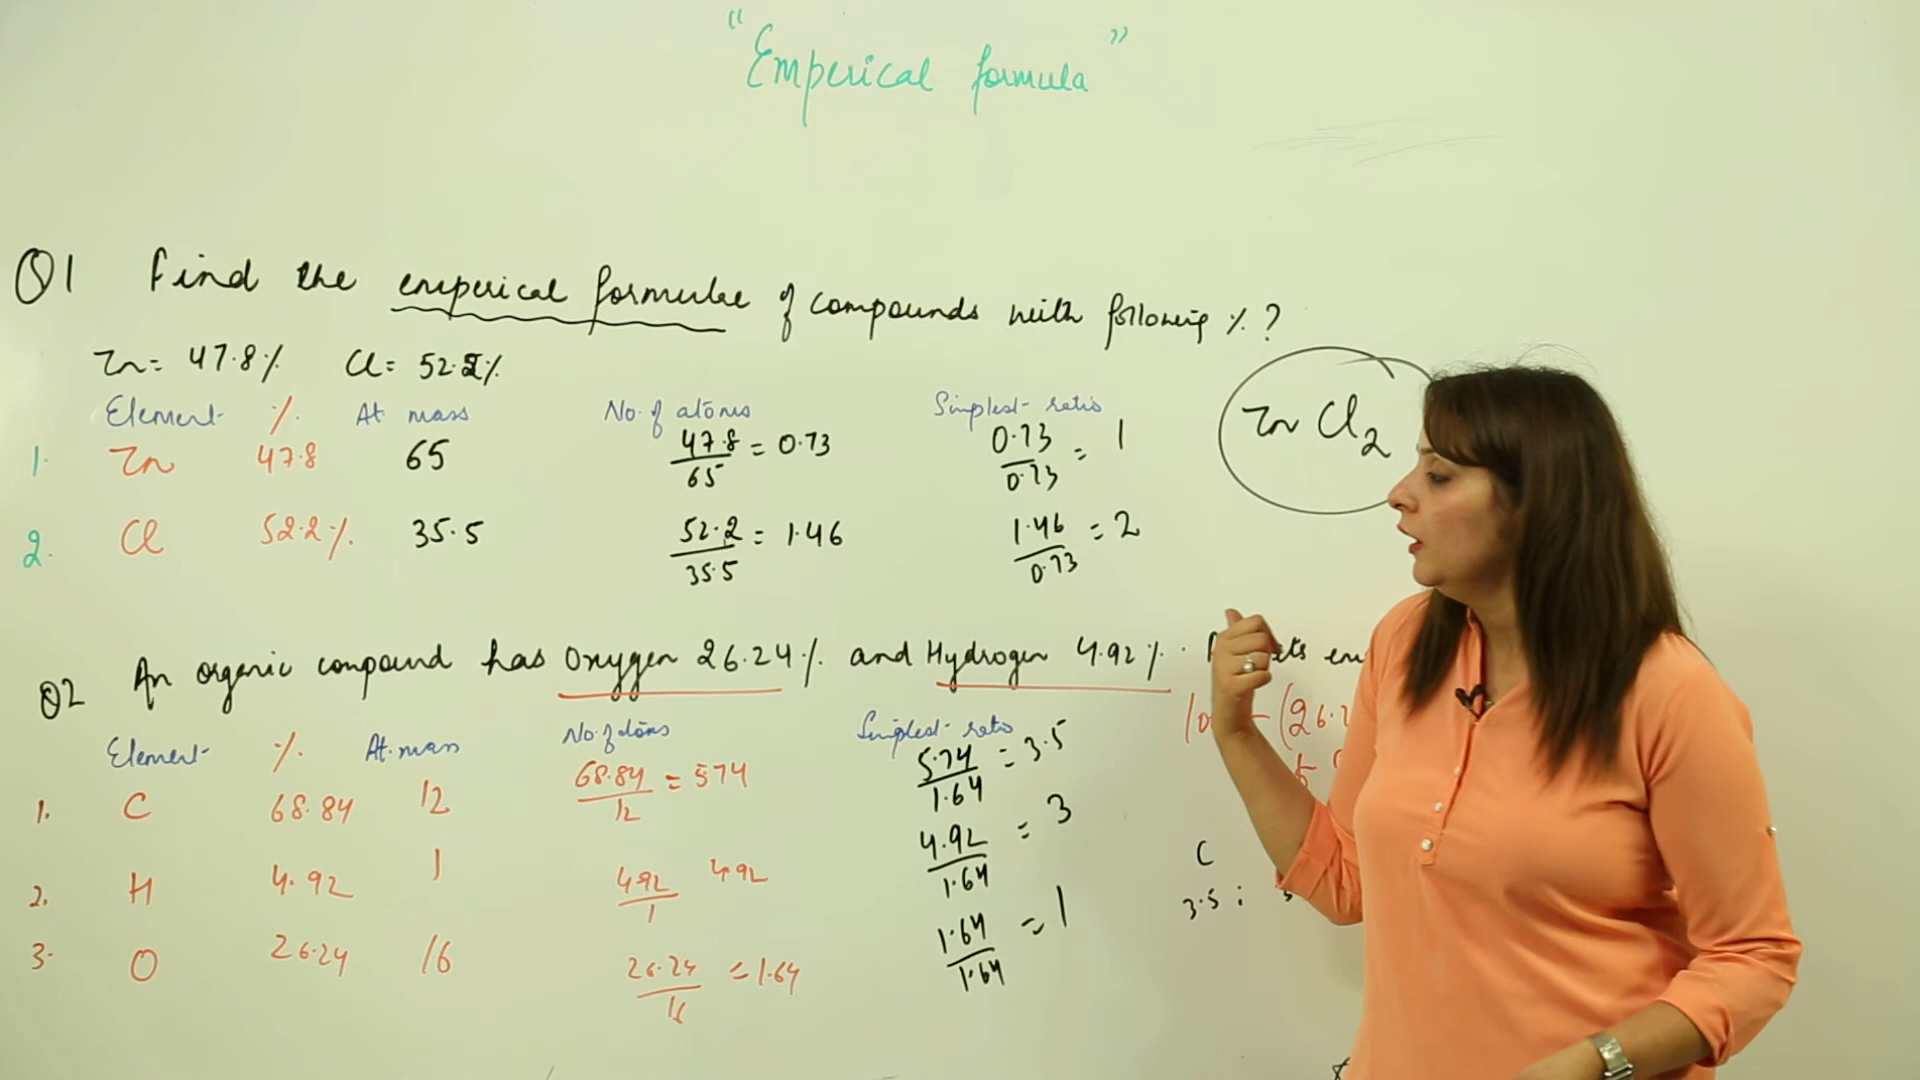 "Emperical formula"
Q1 Find the emperical formulae of compounds with following %?
Zn = 47.8% Cl = 52.2%
Element % At mass No. of atoms Simplest ratio
1. Zn 47.8 65 47.8/65 = 0.73 0.73/0.73 = 1
2. Cl 52.2% 35.5 52.2/35.5 = 1.46 1.46/0.73 = 2
Zn Cl2
Q2 An organic compound has Oxygen 26.24% and Hydrogen 4.92%. its
Element % At. mass No. of atoms Simplest ratio
1. C 68.84 12 68.84/12 = 5.74 5.74/1.64 = 3.5
2. H 4.92 1 4.92/1 4.92 4.92/1.64 = 3
3. O 26.24 16 26.24/16 = 1.64 1.64/1.64 = 1
- (26.2
C
3.5 :